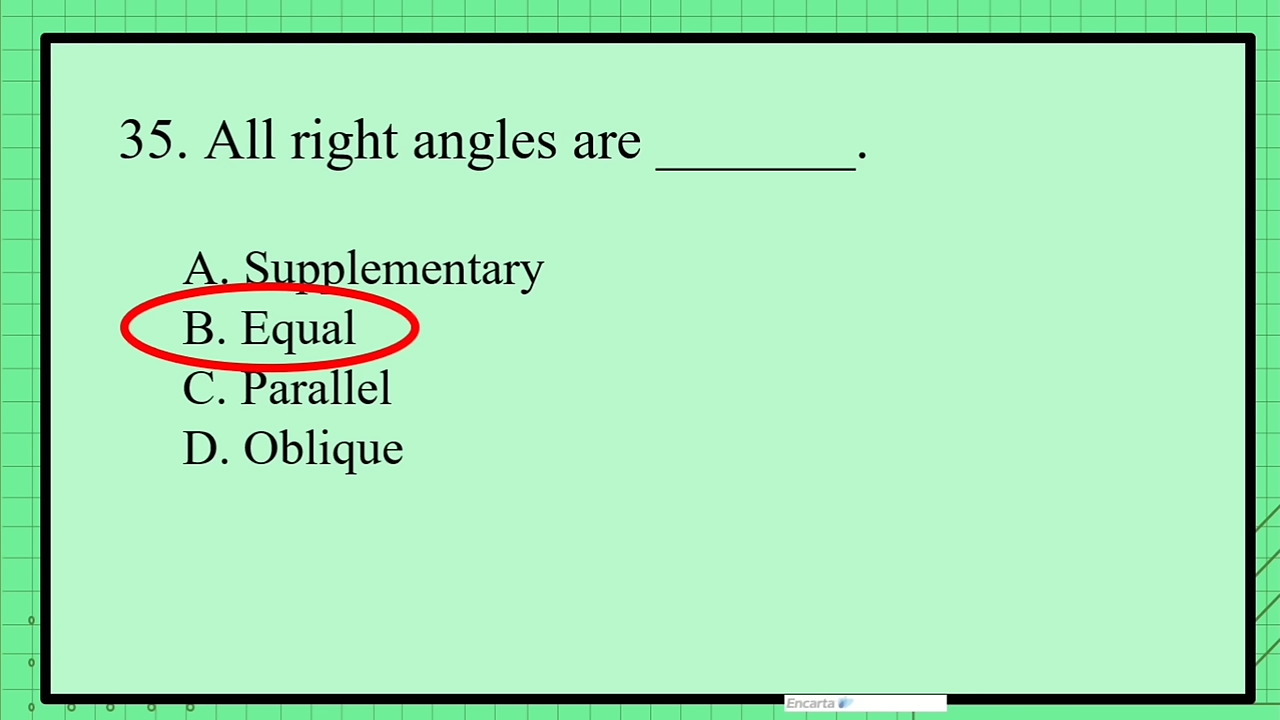 35. All right angles are ________.
A. Supplementary
B. Equal
C. Parallel
D. Oblique
Encarta